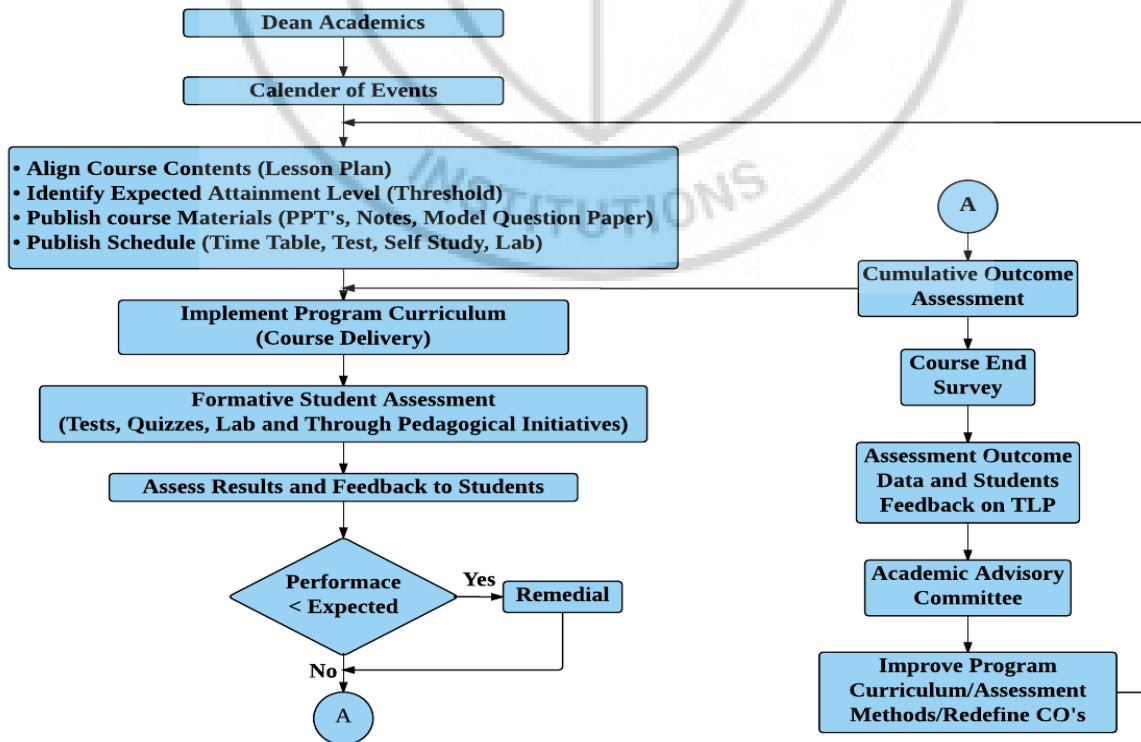 Dean Academics
Calender of Events
• Align Course Contents (Lesson Plan)
• Identify Expected Attainment Level (Threshold)
• Publish course Materials (PPT's, Notes, Model Question Paper)
• Publish Schedule (Time Table, Test, Self Study, Lab)
INSTITUTIONS
Implement Program Curriculum
(Course Delivery)
Formative Student Assessment
(Tests, Quizzes, Lab and Through Pedagogical Initiatives)
Assess Results and Feedback to Students
Performace
< Expected
Yes
Remedial
No
A
A
Cumulative Outcome
Assessment
Course End
Survey
Assessment Outcome
Data and Students
Feedback on TLP
Academic Advisory
Committee
Improve Program
Curriculum/Assessment
Methods/Redefine CO's